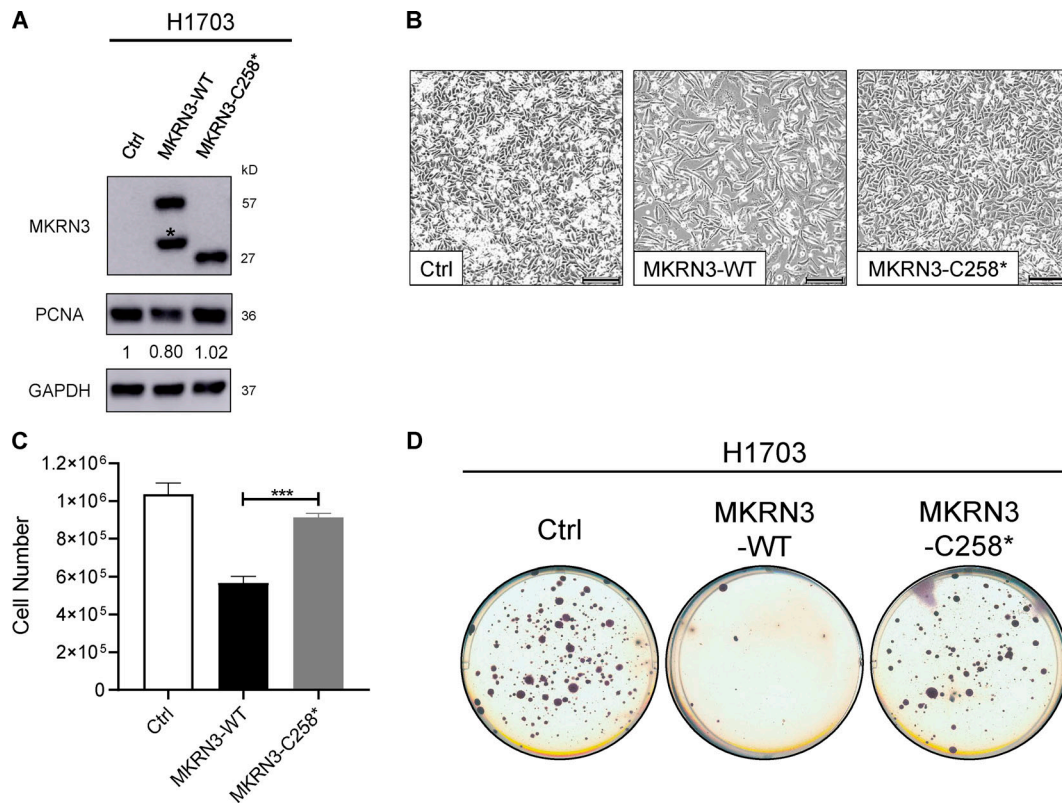 A
H1703
Ctrl
MKRN3-WT
MKRN3-C258*
kD
MKRN3
57
*
27
PCNA
36
1 0.80 1.02
GAPDH
37
B
Ctrl
MKRN3-WT
MKRN3-C258*
C
Cell Number
1.2×10⁶
1×10⁶
8×10⁵
6×10⁵
4×10⁵
2×10⁵
0
***
Ctrl
MKRN3-WT
MKRN3-C258*
D
H1703
Ctrl
MKRN3
-WT
MKRN3
-C258*